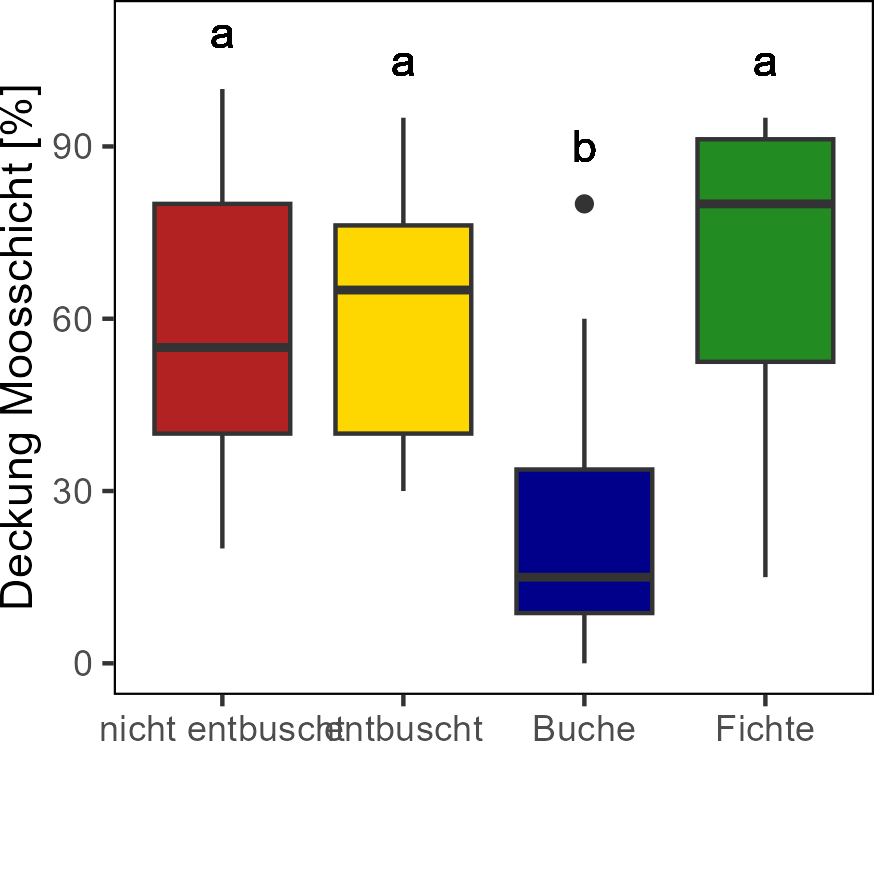 Deckung Moosschicht [%]
90
60
30
0
a
a
b
a
nicht entbuscht
entbuscht
Buche
Fichte